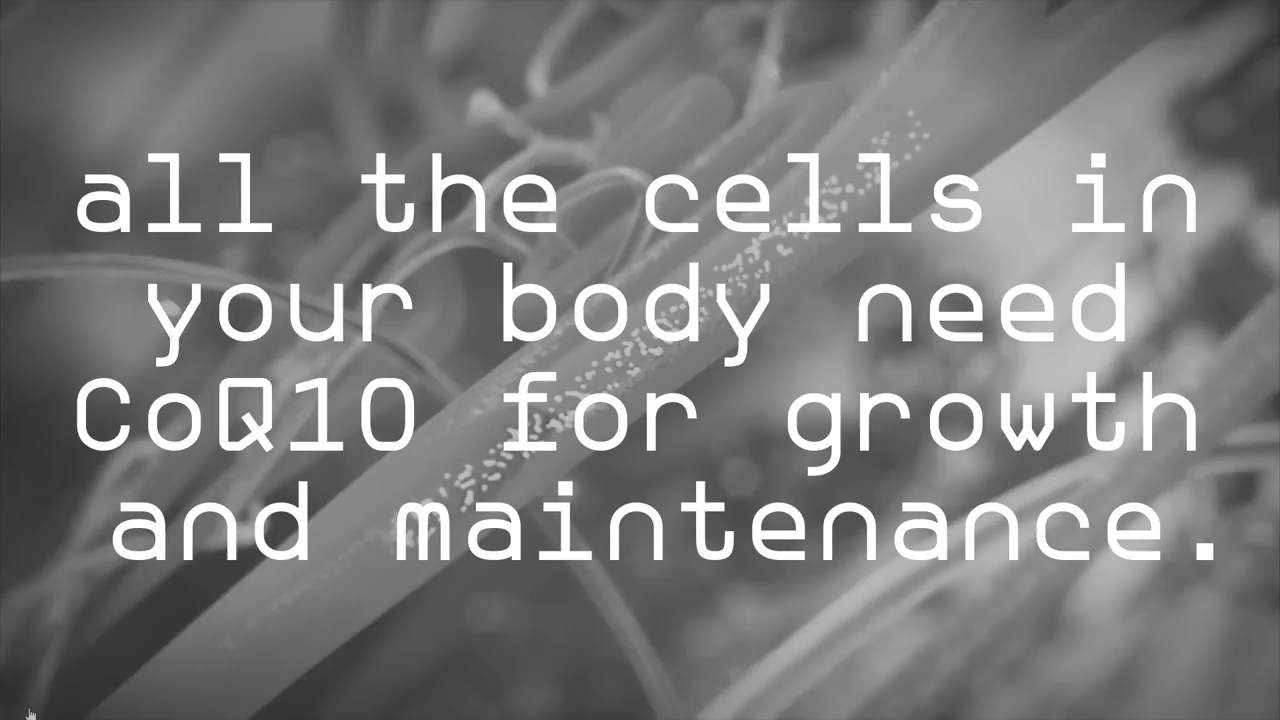 all the cells in
your body need
CoQ10 for growth
and maintenance.